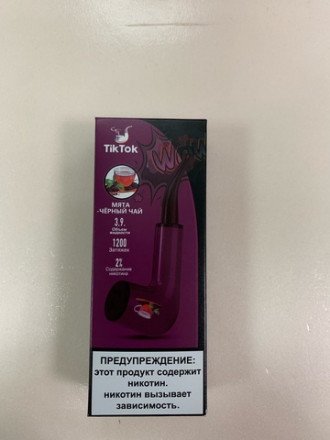 TikTok
WOW
МЯТА
-ЧЁРНЫЙ ЧАЙ
3.9.
Объем
жидкости
1200
Затяжек
2%
Содержание
никотина
ПРЕДУПРЕЖДЕНИЕ:
этот продукт содержит
никотин.
никотин вызывает
зависимость.